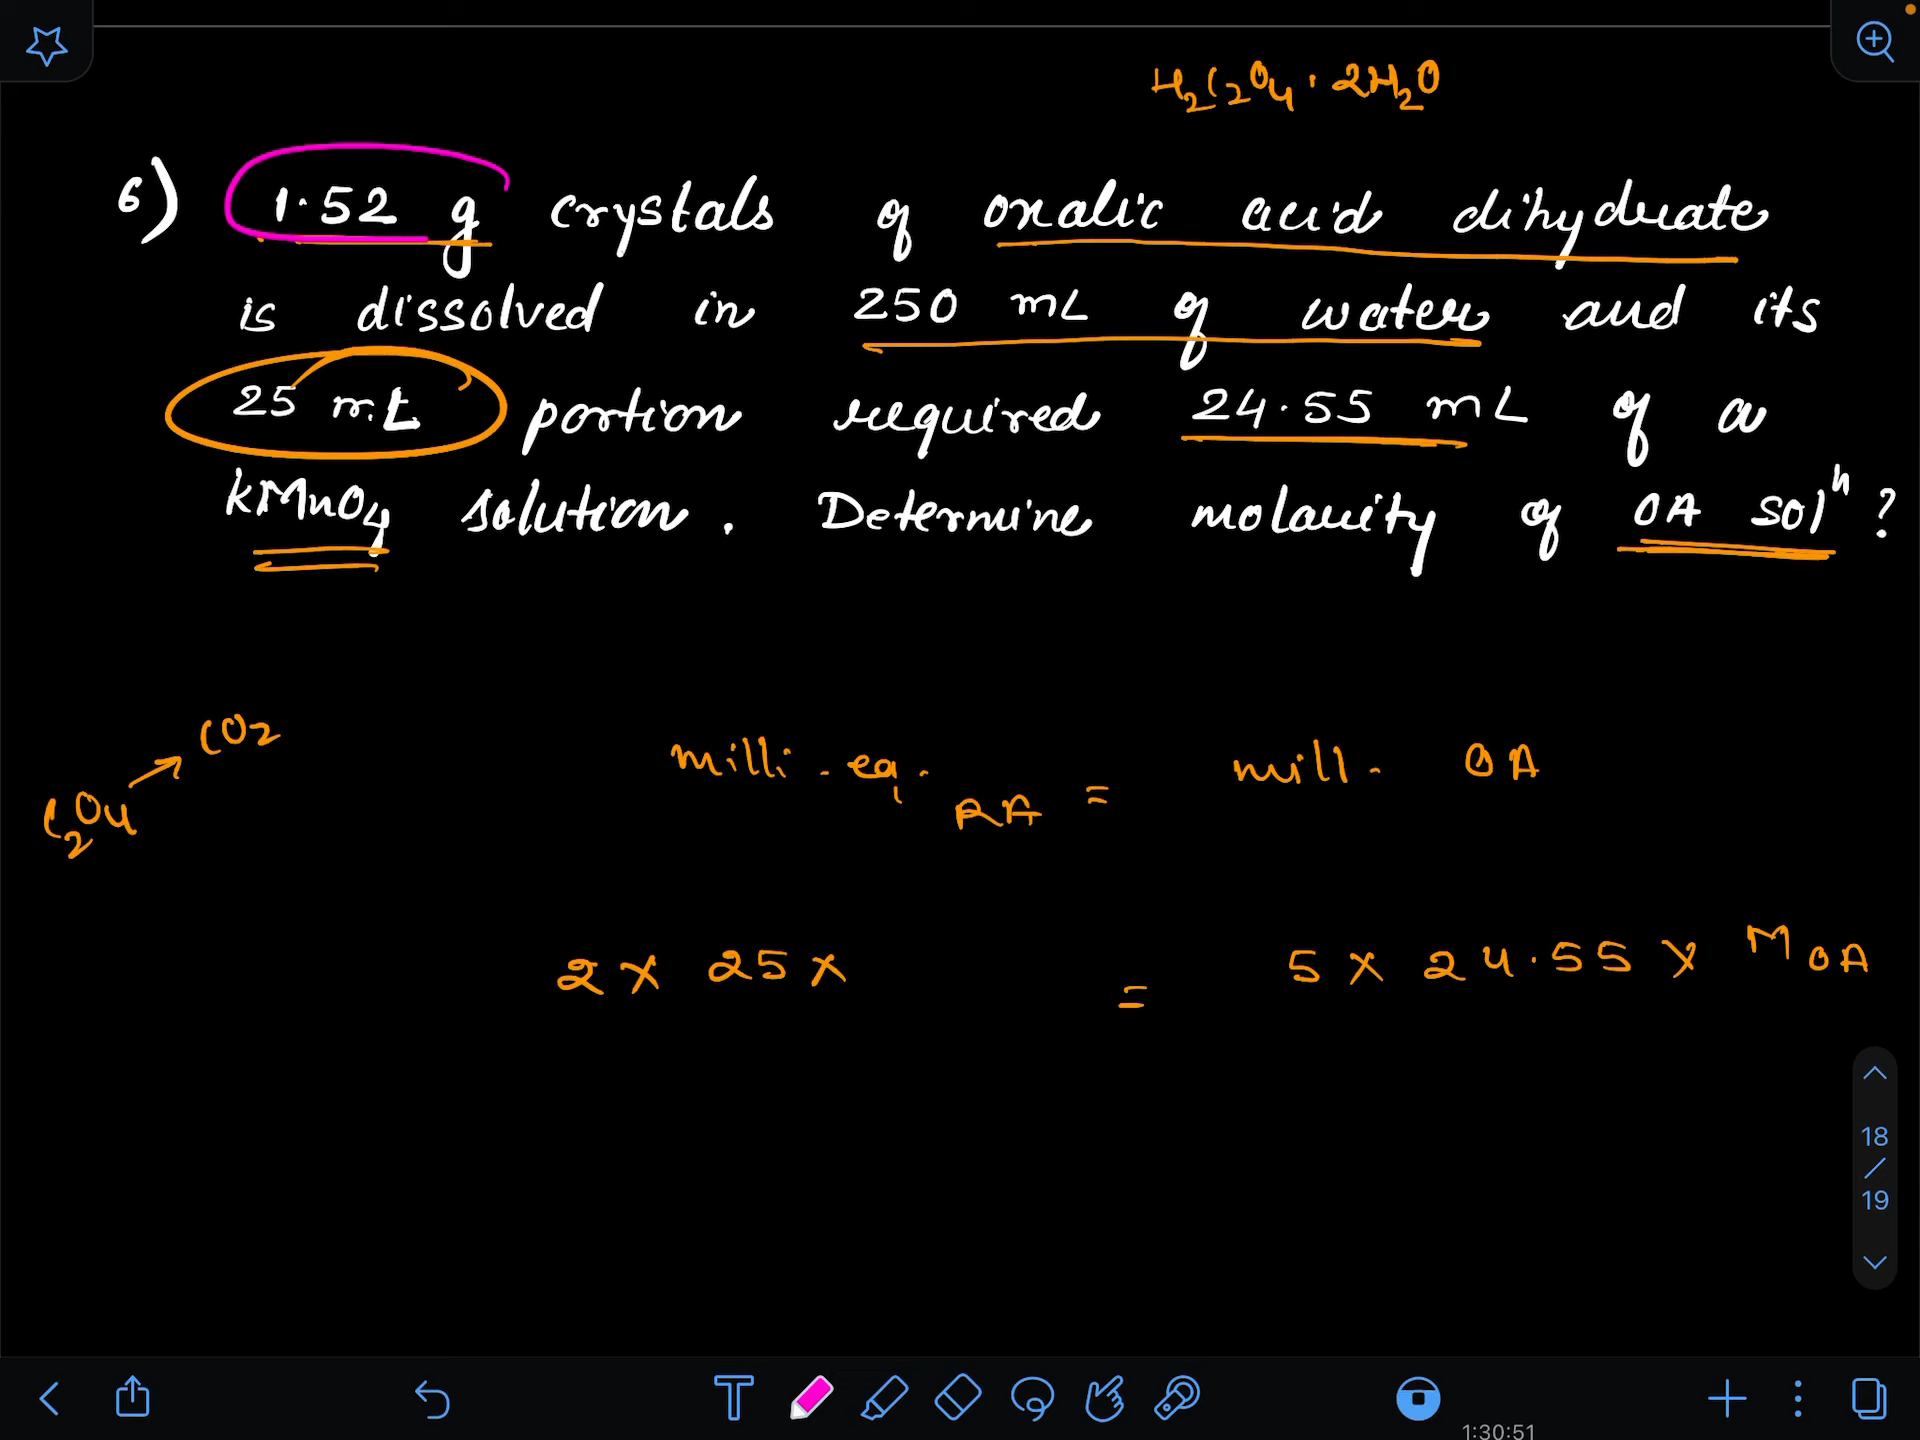 H2C2O4 . 2H2O
6) 1.52 g crystals of oxalic acid dihydrate
is dissolved in 250 mL of water and its
25 mL portion required 24.55 mL of a
KMnO4 solution. Determine molarity of OA solⁿ ?
CO2
C2O4
milli-eq. RA = mill- OA
2 x 25 x = 5 x 24.55 x MOA
18
/
19
T
1:30:51